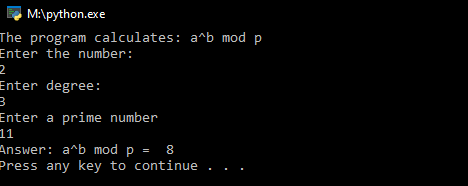 M:\python.exe
The program calculates: a^b mod p
Enter the number:
2
Enter degree:
3
Enter a prime number
11
Answer: a^b mod p =  8
Press any key to continue . . .